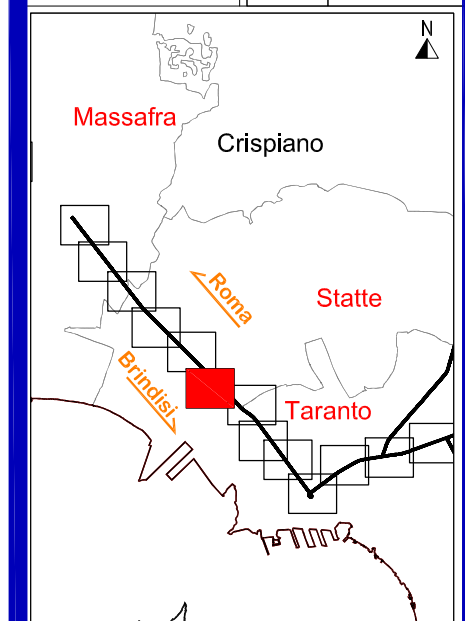 N
Massafra
Crispiano
Roma
Statte
Brindisi
Taranto